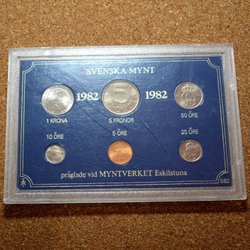 SVENSKA MYNT
1982 5 1982
1 KRONA 5 KRONOR 50 ÖRE
10 ÖRE 5 ÖRE 25 ÖRE
präglade vid MYNTVERKET Eskilstuna